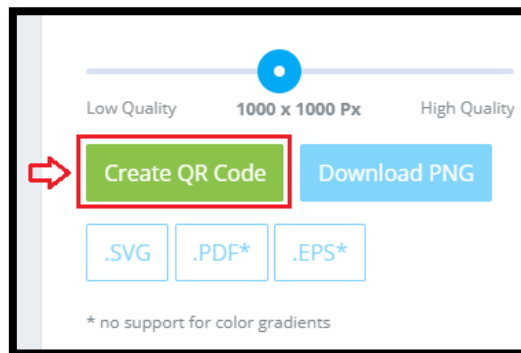 Low Quality 1000 x 1000 Px High Quality
Create QR Code Download PNG
.SVG .PDF* .EPS*
* no support for color gradients